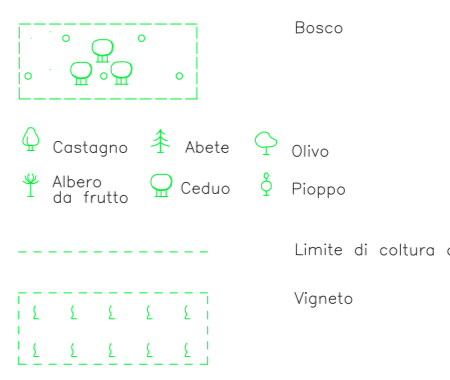 Bosco
Castagno
Abete
Olivo
Albero
da frutto
Ceduo
Pioppo
Limite di coltura
Vigneto